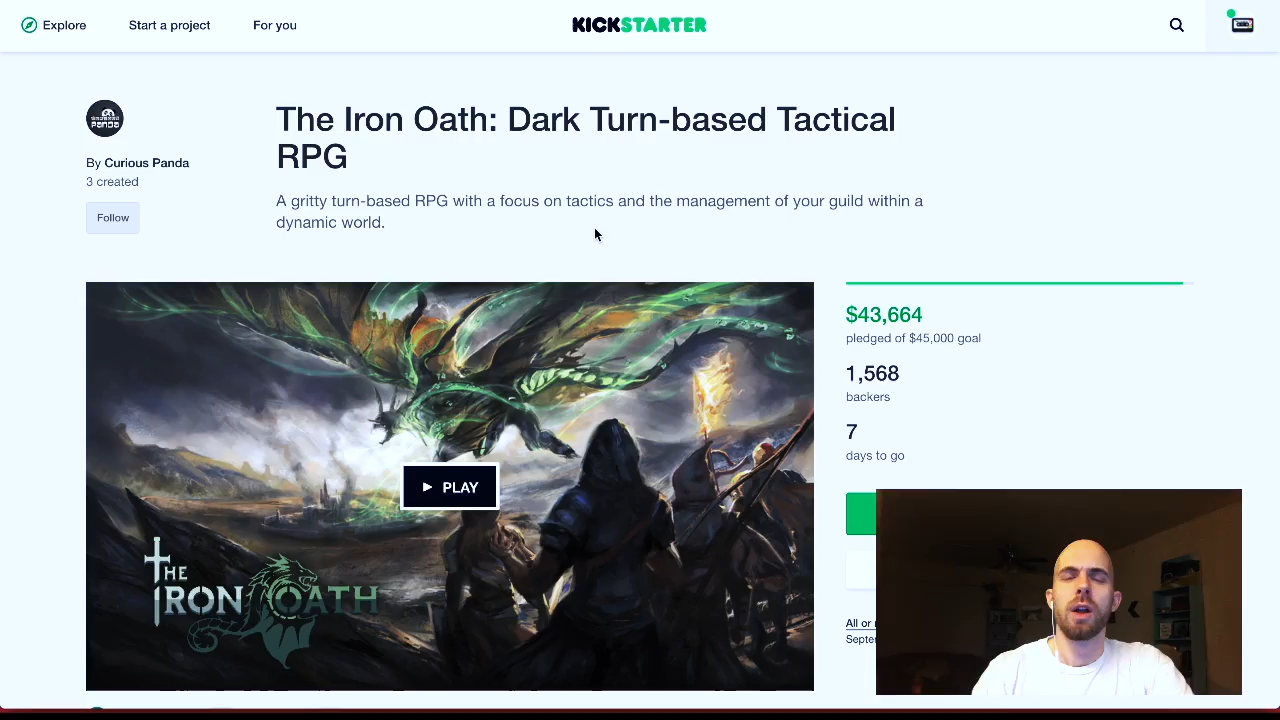 Explore
Start a project
For you
KICKSTARTER
The Iron Oath: Dark Turn-based Tactical
RPG
By Curious Panda
3 created
Follow
A gritty turn-based RPG with a focus on tactics and the management of your guild within a
dynamic world.
$43,664
pledged of $45,000 goal
1,568
backers
7
days to go
PLAY
THE
IRON OATH
All or